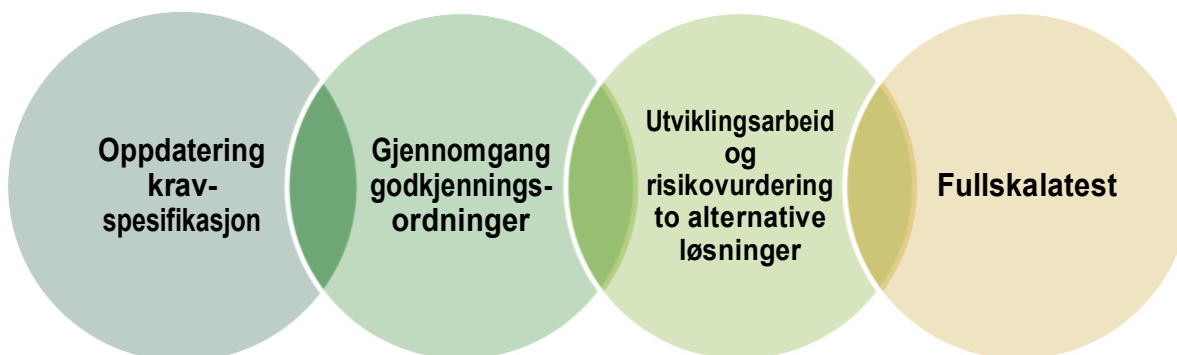 Oppdatering
krav-
spesifikasjon
Gjennomgang
godkjennings-
ordninger
Utviklingsarbeid
og
risikovurdering
to alternative
løsninger
Fullskalatest